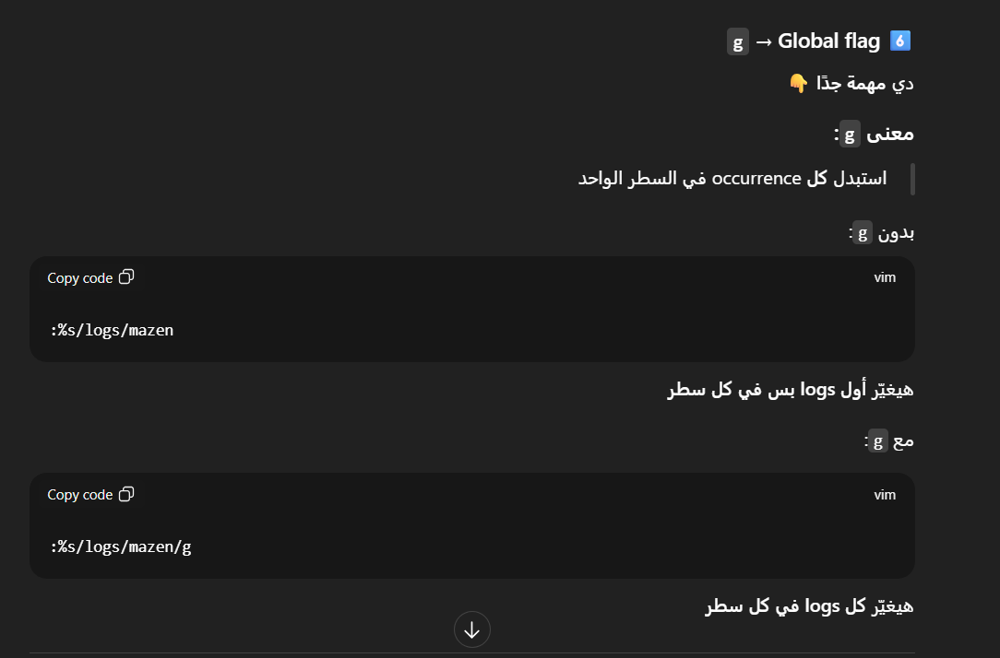 6️⃣ g → Global flag
دي مهمة جدًا 👇
معنى g:
استبدل كل occurrence في السطر الواحد
بدون g:
vim
Copy code
:%s/logs/mazen
هيغيّر أول logs بس في كل سطر
مع g:
vim
Copy code
:%s/logs/mazen/g
هيغيّر كل logs في كل سطر